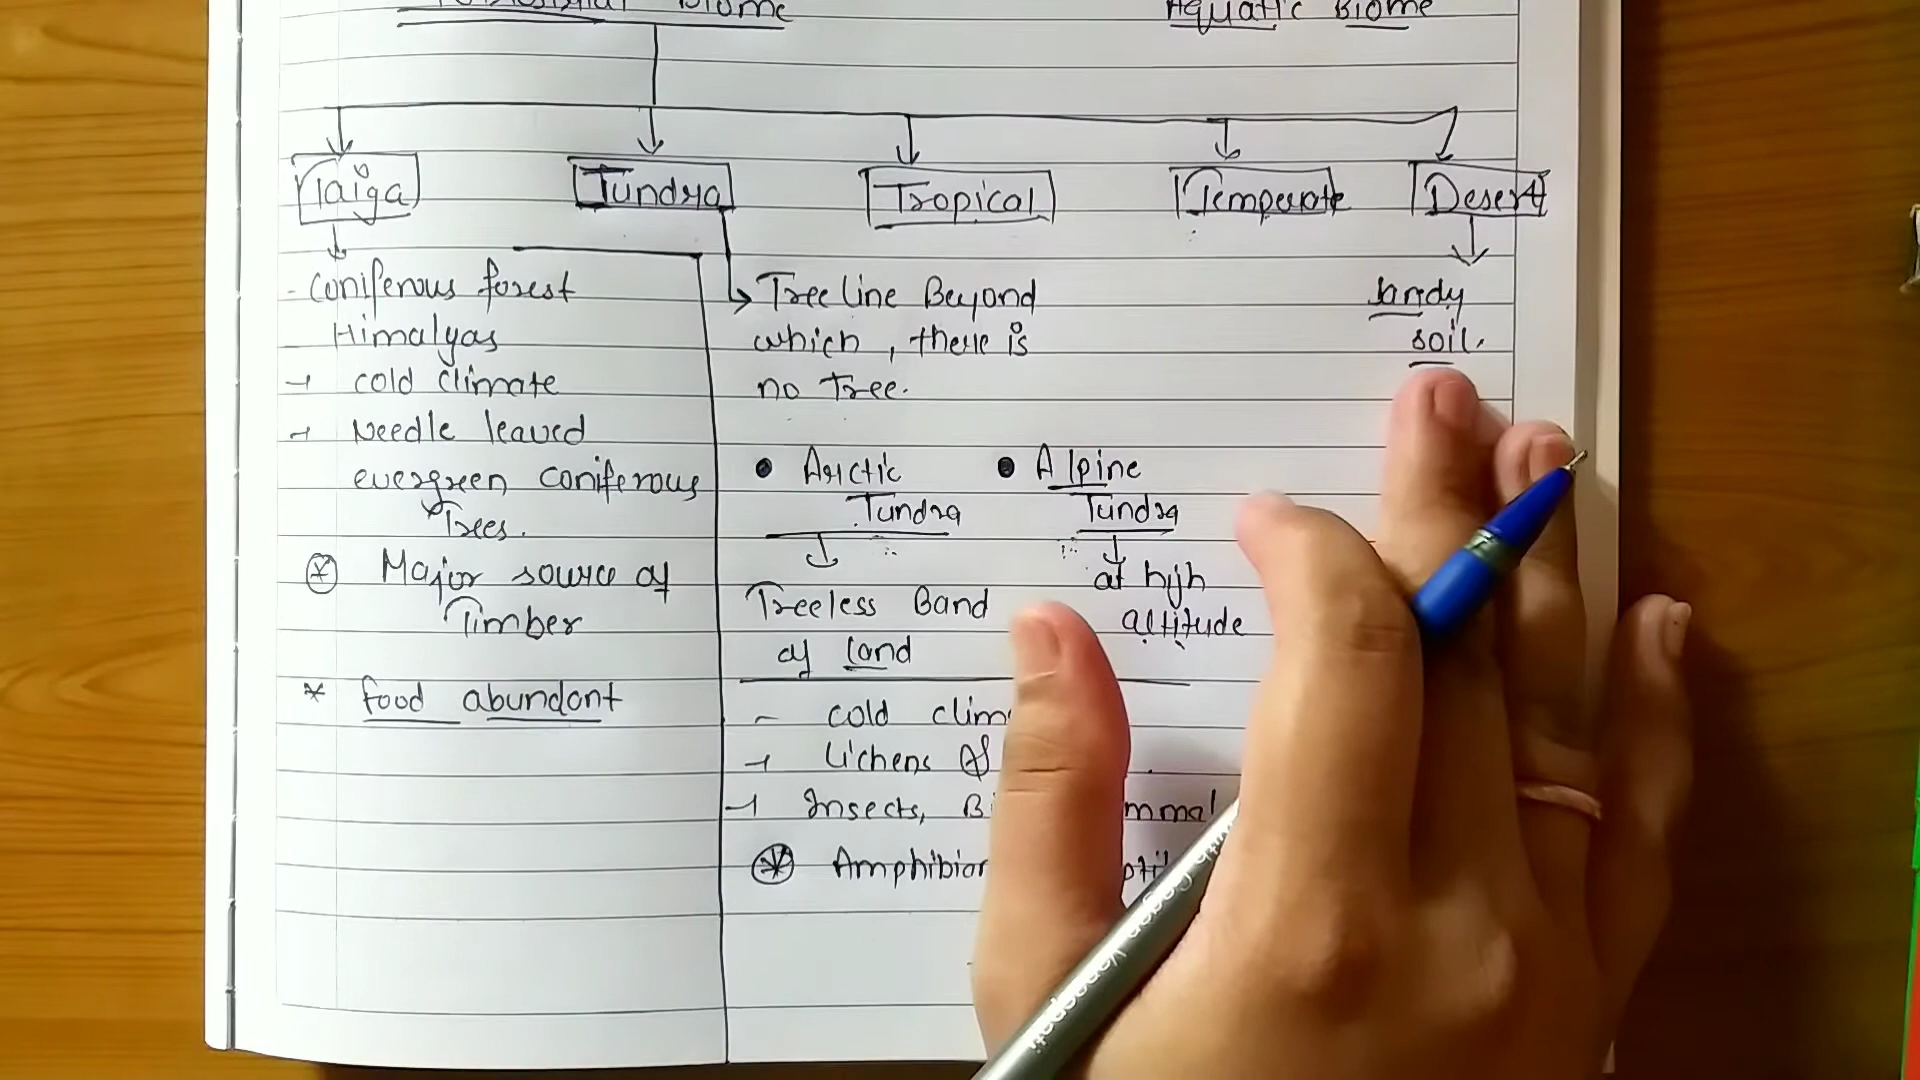 Biome
Aquatic Biome
Taiga
Tundra
Tropical
Temperate
Desert
- Coniferous forest
Himalyas
→ cold climate
→ Needle leaved
evergreen coniferous
Trees.
Major source of
Timber
* food abundant
Tree line Beyond
which, there is
no Tree.
• Arctic
Tundra
• Alpine
Tundra
Treeless Band
of land
at high
altitude
- cold
→ Lichens
→ Insects,
Sandy
soil.